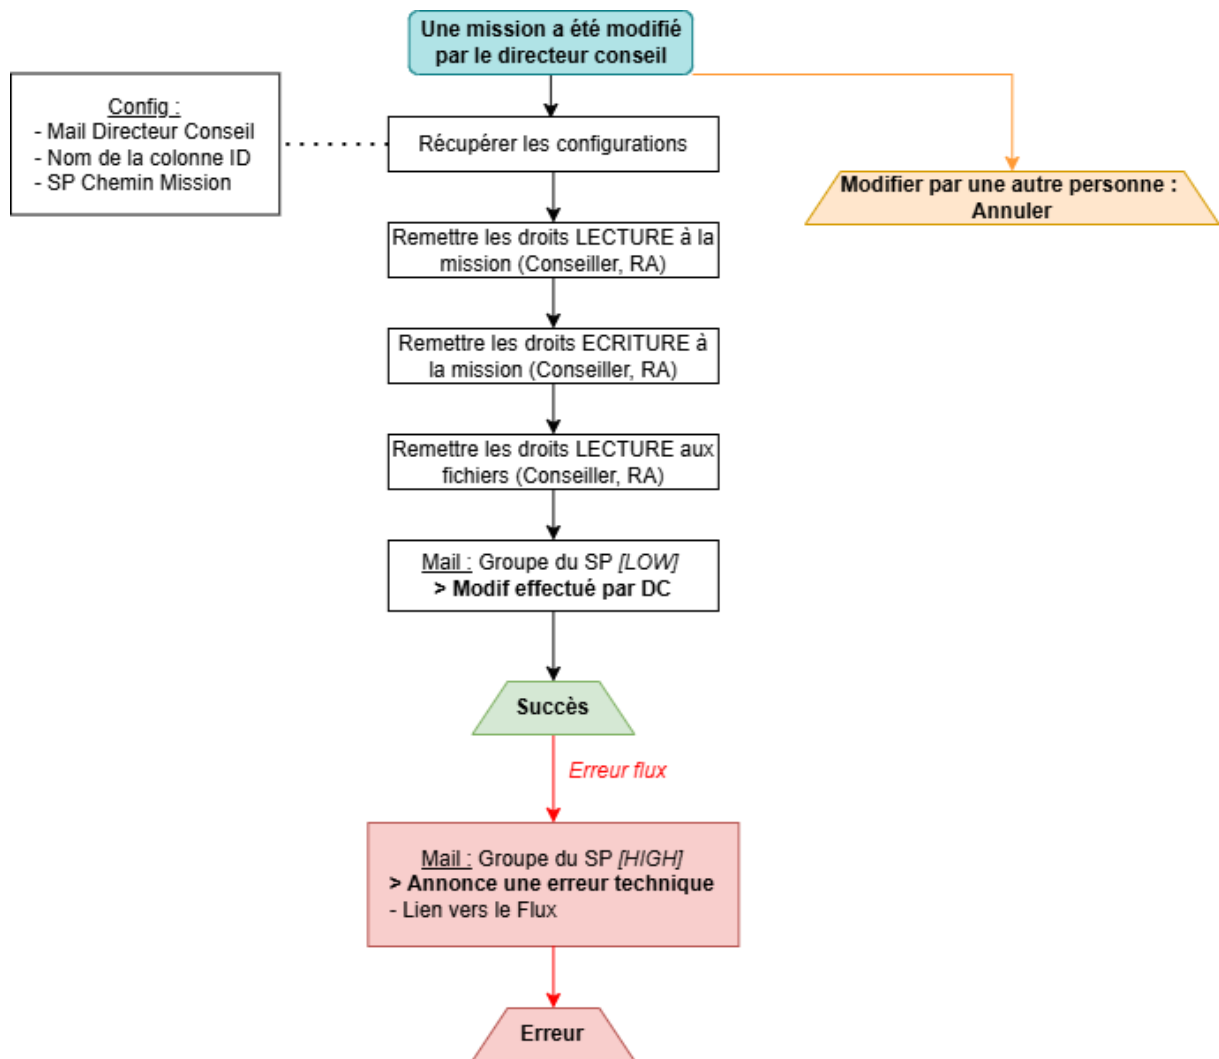 Une mission a été modifié
par le directeur conseil
Config :
- Mail Directeur Conseil
- Nom de la colonne ID
- SP Chemin Mission
Récupérer les configurations
Modifier par une autre personne :
Annuler
Remettre les droits LECTURE à la
mission (Conseiller, RA)
Remettre les droits ECRITURE à
la mission (Conseiller, RA)
Remettre les droits LECTURE aux
fichiers (Conseiller, RA)
Mail : Groupe du SP [LOW]
> Modif effectué par DC
Succès
Erreur flux
Mail : Groupe du SP [HIGH]
> Annonce une erreur technique
- Lien vers le Flux
Erreur